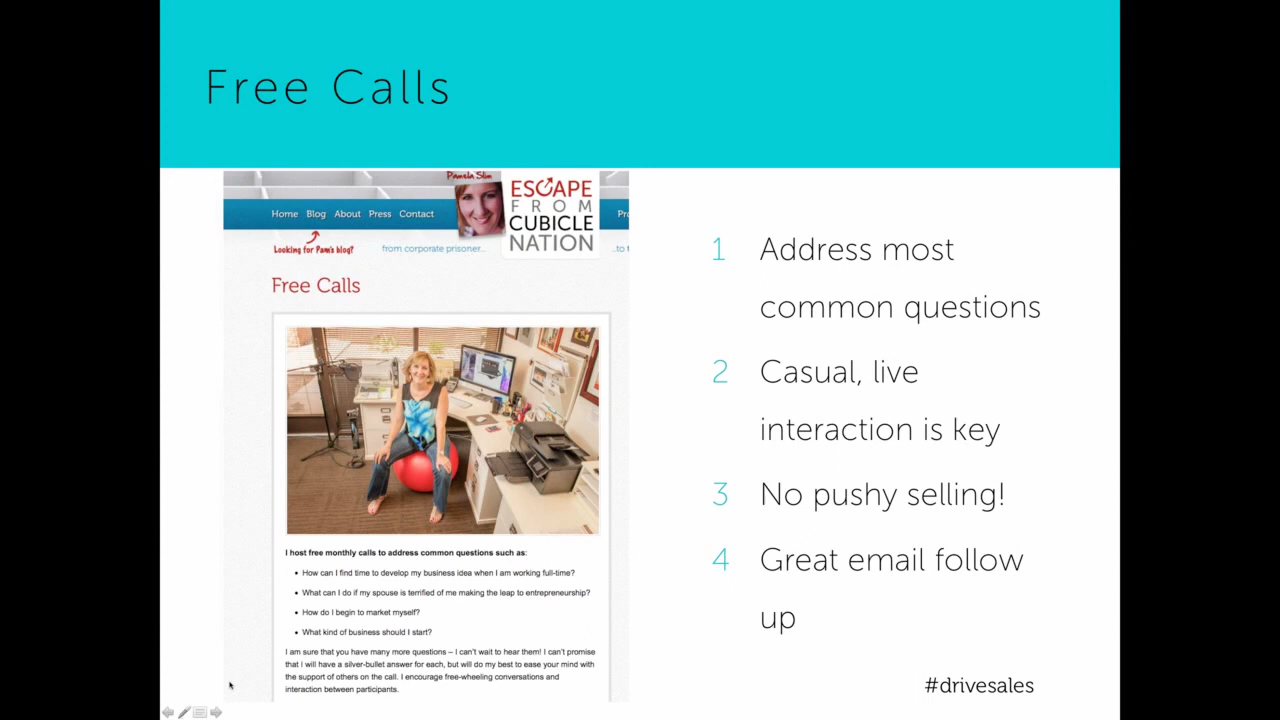 Free Calls
Pamela Slim
ESCAPE
FROM
CUBICLE
NATION
Home Blog About Press Contact
Looking for Pam's blog?
from corporate prisoner...
Free Calls
I host free monthly calls to address common questions such as:
• How can I find time to develop my business idea when I am working full-time?
• What can I do if my spouse is terrified of me making the leap to entrepreneurship?
• How do I begin to market myself?
• What kind of business should I start?
I am sure that you have many more questions – I can't wait to hear them! I can't promise
that I will have a silver-bullet answer for each, but will do my best to ease your mind with
the support of others on the call. I encourage free-wheeling conversations and
interaction between participants.
1 Address most
common questions
2 Casual, live
interaction is key
3 No pushy selling!
4 Great email follow
up
#drivesales